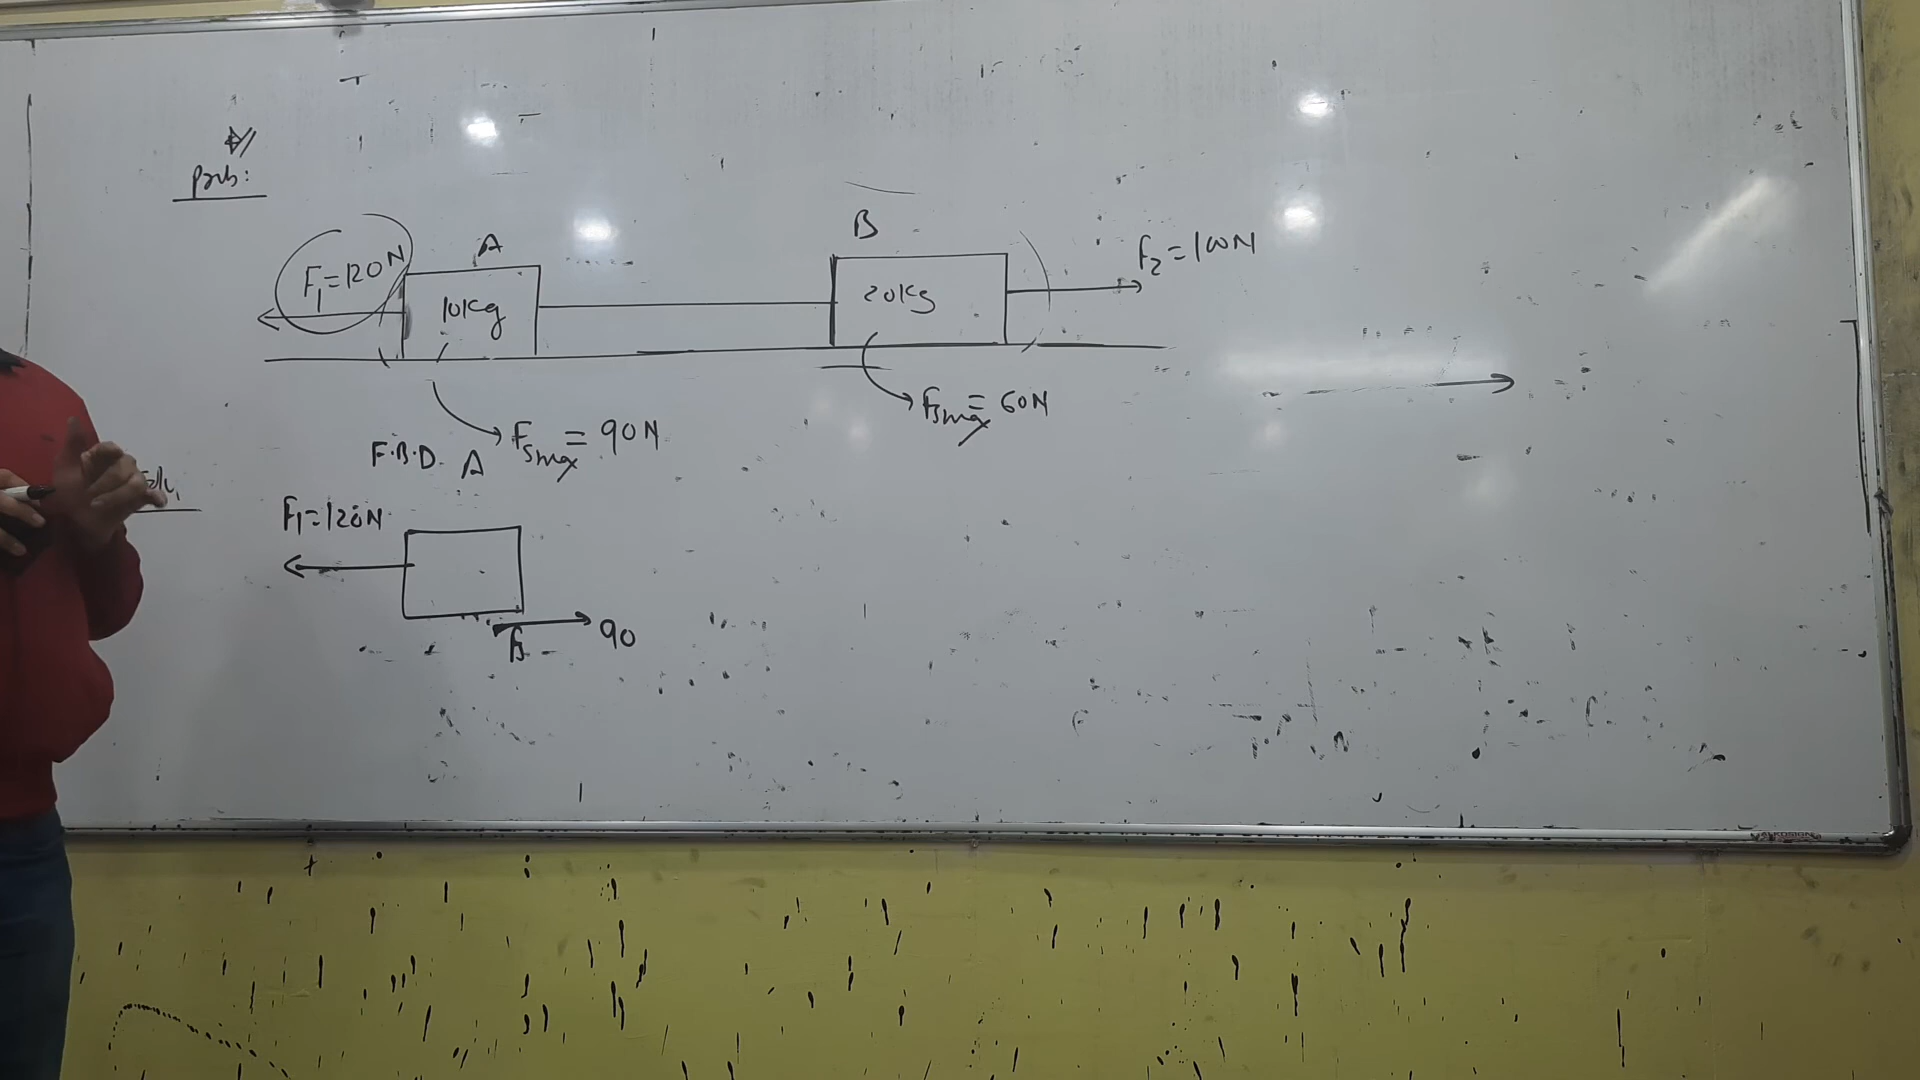 Prob:
F₁=120N
A
10Kg
B
20Kg
F₂=100N
Fsmax = 90N
Fsmax = 60N
F.B.D. A
F₁=120N
90